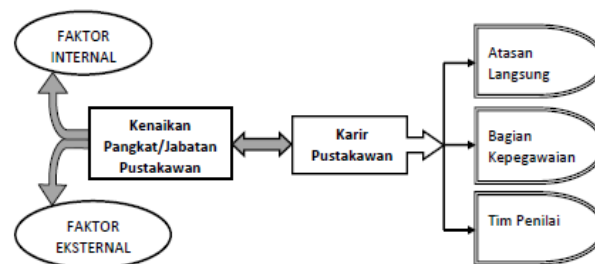 FAKTOR
INTERNAL
Kenaikan
Pangkat/Jabatan
Pustakawan
FAKTOR
EKSTERNAL
Karir
Pustakawan
Atasan
Langsung
Bagian
Kepegawaian
Tim Penilai